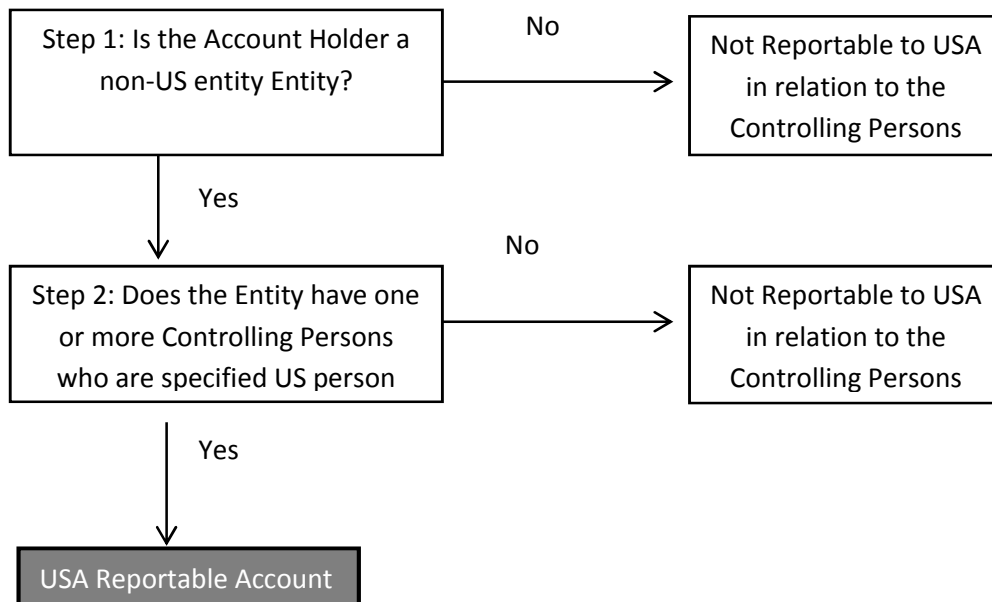 Step 1: Is the Account Holder a
non-US entity Entity?
No
Not Reportable to USA
in relation to the
Controlling Persons
Yes
Step 2: Does the Entity have one
or more Controlling Persons
who are specified US person
No
Not Reportable to USA
in relation to the
Controlling Persons
Yes
USA Reportable Account